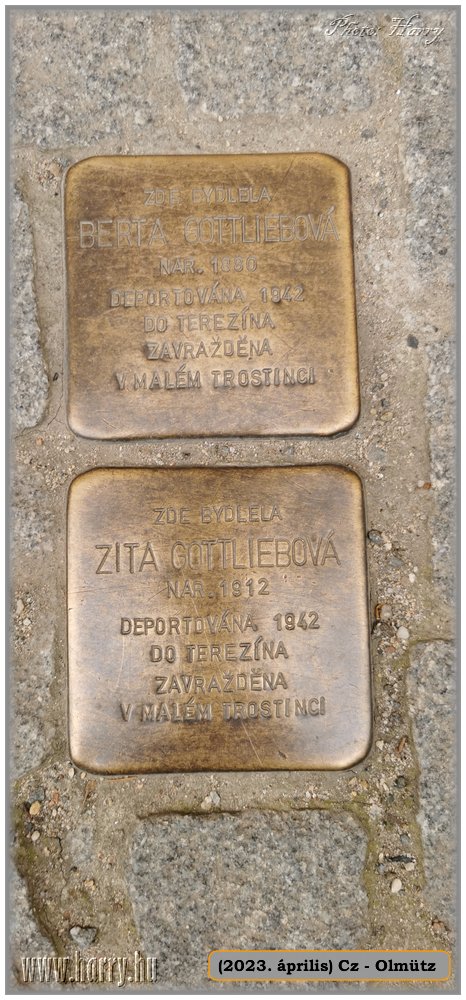 Photo: Harry
ZDE BYDLELA
BERTA GOTTLIEBOVÁ
NAR. 1880
DEPORTOVÁNA 1942
DO TEREZÍNA
ZAVRAŽDĚNA
V MALÉM TROSTINCI
ZDE BYDLELA
ZITA GOTTLIEBOVÁ
NAR. 1912
DEPORTOVÁNA 1942
DO TEREZÍNA
ZAVRAŽDĚNA
V MALÉM TROSTINCI
www.horry.hu
(2023. április) Cz - Olmütz